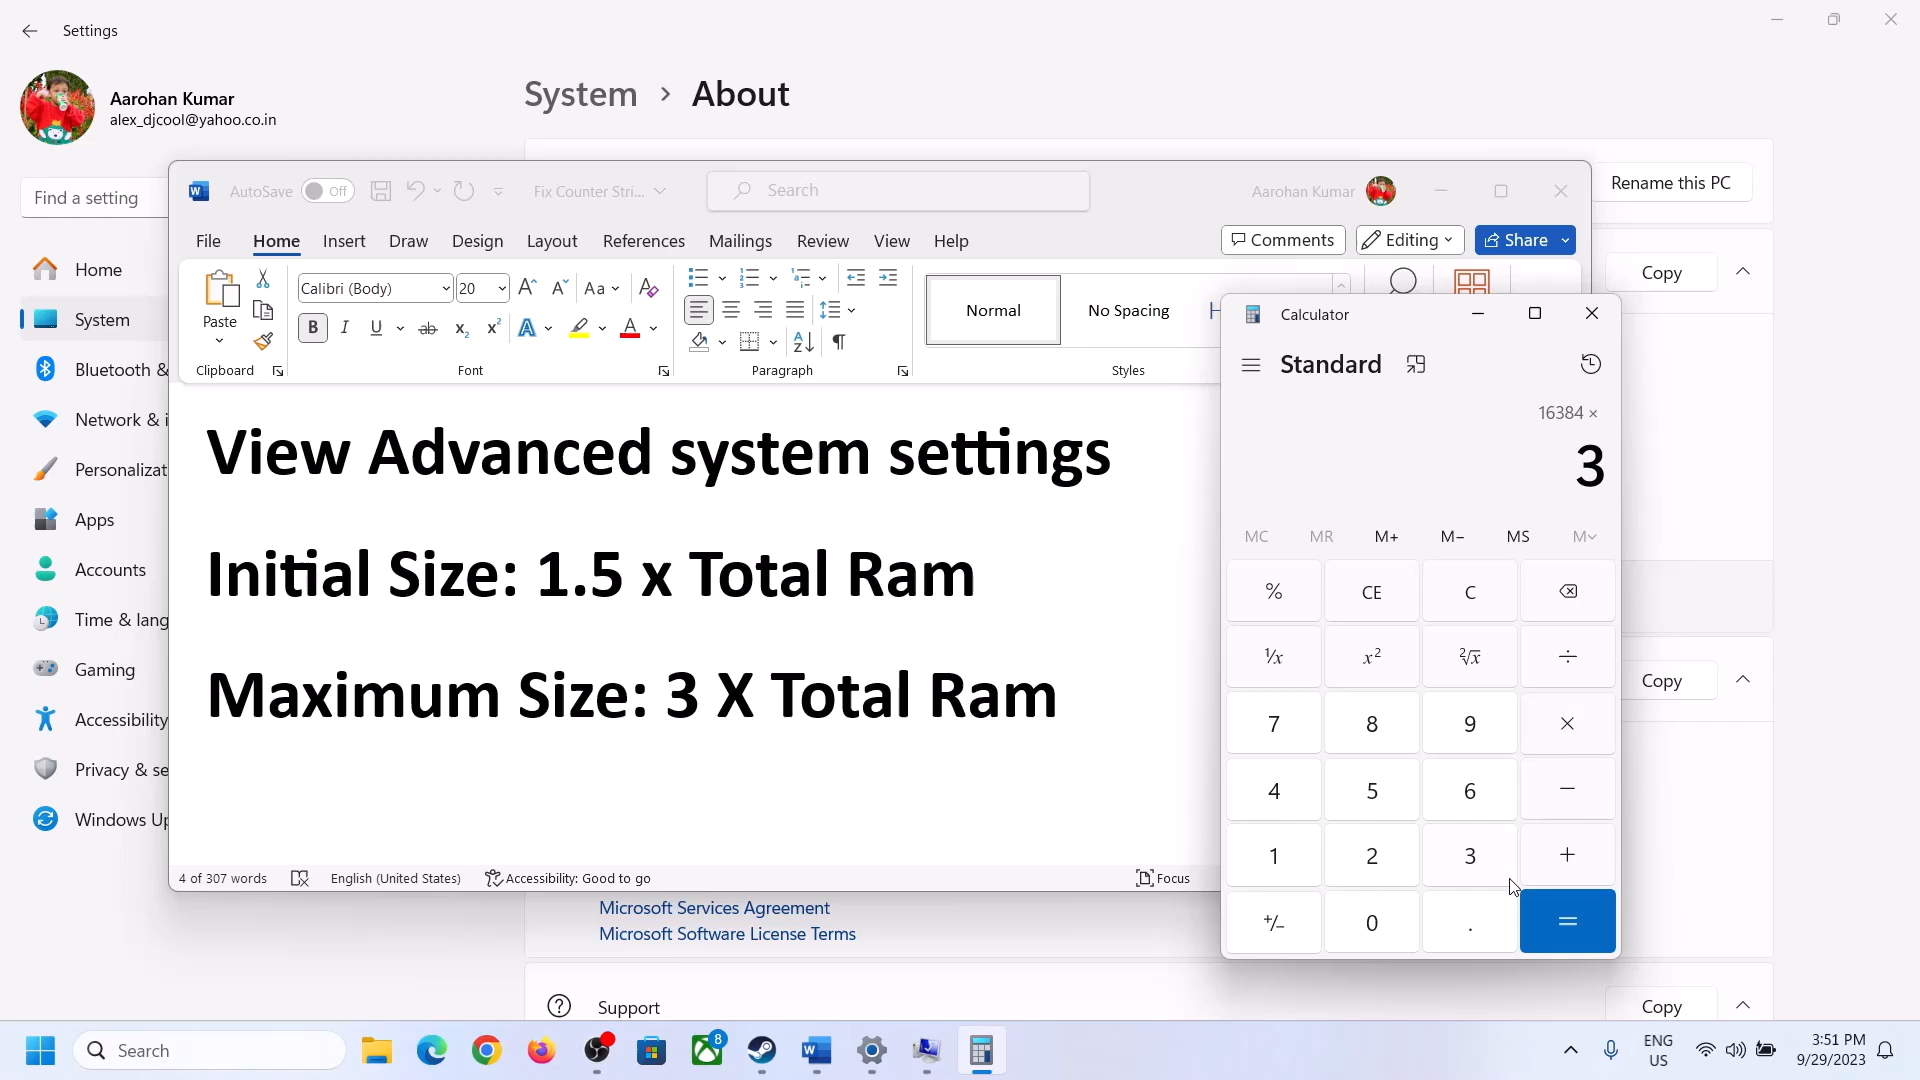 Settings
Aarohan Kumar
alex_djcool@yahoo.co.in
System > About
Find a setting
Rename this PC
Home
System
Bluetooth &
Network & i
Personalizat
Apps
Accounts
Time & lang
Gaming
Accessibility
Privacy & se
Windows Up
AutoSave Off
Fix Counter Stri...
Search
Aarohan Kumar
File Home Insert Draw Design Layout References Mailings Review View Help
Comments Editing Share
Copy
Paste
Calibri (Body) 20
Normal
No Spacing
Clipboard Font Paragraph Styles
View Advanced system settings
Initial Size: 1.5 x Total Ram
Maximum Size: 3 X Total Ram
4 of 307 words
English (United States)
Accessibility: Good to go
Focus
Calculator
Standard
16384 ×
3
MC MR M+ M− MS M
% CE C
¹/x x² ²√x ÷
7 8 9 ×
4 5 6 −
1 2 3 +
+/− 0 . =
Copy
Microsoft Services Agreement
Microsoft Software License Terms
Support
Copy
Search
8
ENG
US
3:51 PM
9/29/2023